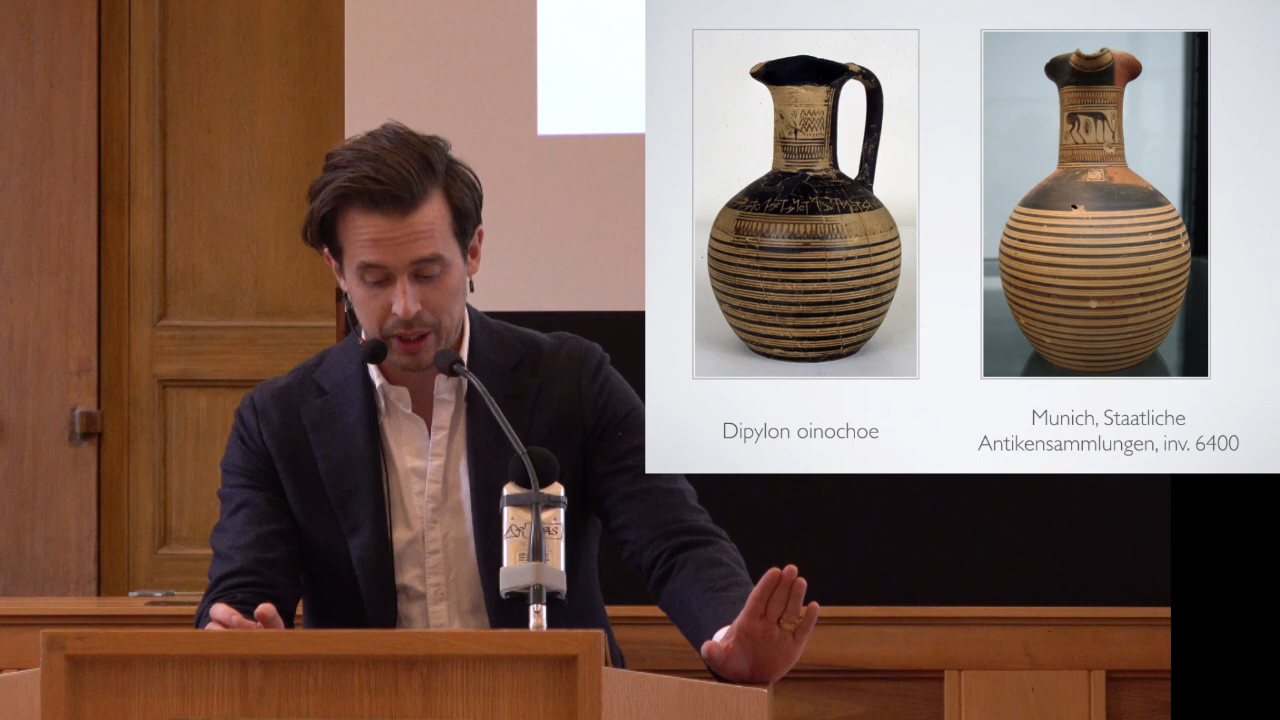 Dipylon oinochoe
Munich, Staatliche
Antikensammlungen, inv. 6400